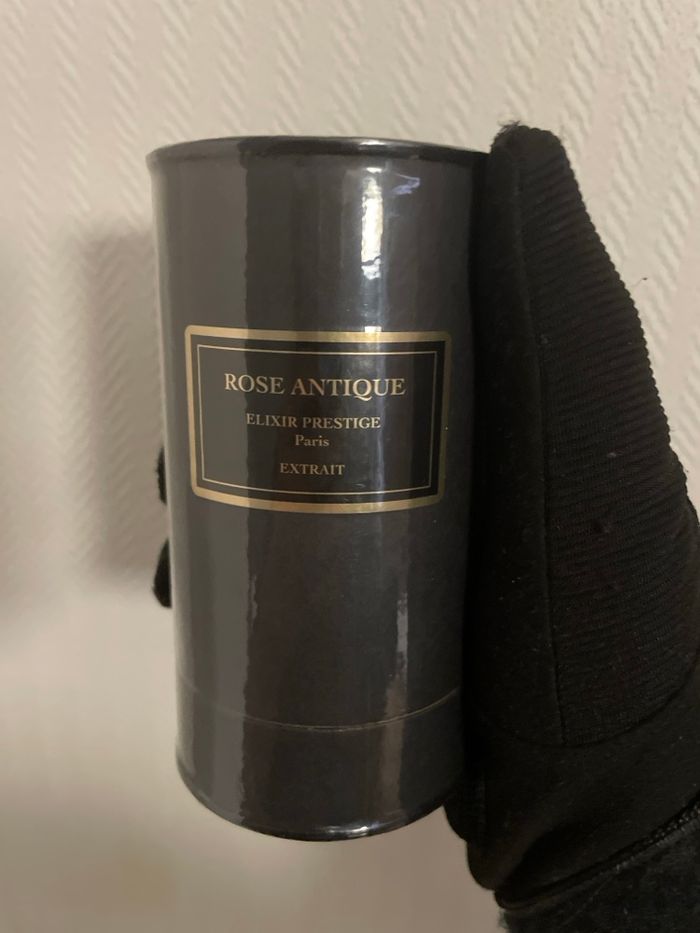 ROSE ANTIQUE
ELIXIR PRESTIGE
Paris
EXTRAIT